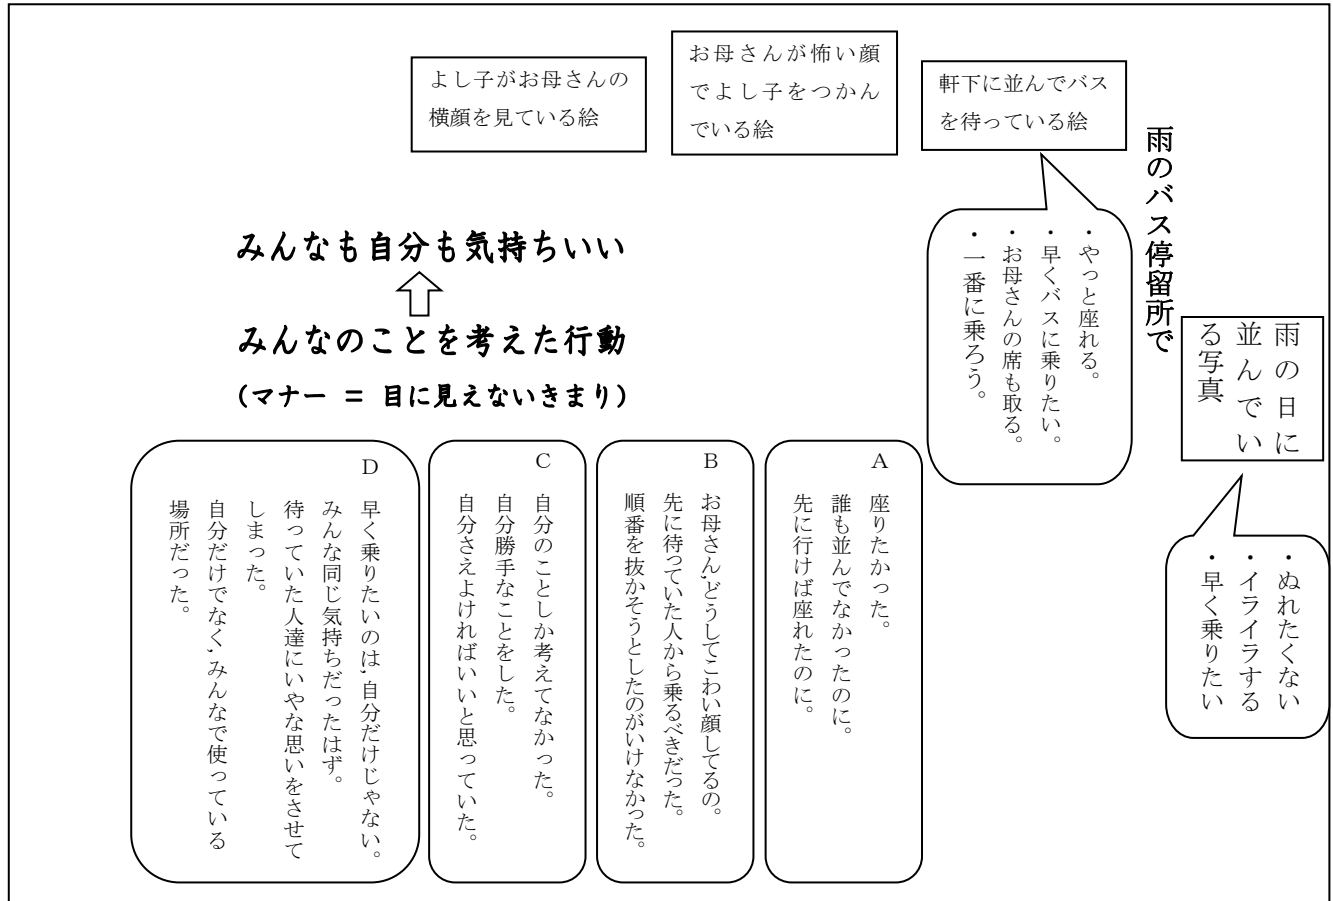 雨の日に
並んでい
る写真
・ぬれたくない
・イライラする
・早く乗りたい
雨のバス停留所で
軒下に並んでバス
を待っている絵
・やっと座れる。
・早くバスに乗りたい。
・お母さんの席も取る。
・一番に乗ろう。
お母さんが怖い顔
でよし子をつかん
でいる絵
よし子がお母さんの
横顔を見ている絵
みんなも自分も気持ちいい
みんなのことを考えた行動
(マナー = 目に見えないきまり)
A 座りたかった。
誰も並んでなかったのに。
先に行けば座れたのに。
B お母さん,どうしてこわい顔してるの。
先に待っていた人から乗るべきだった。
順番を抜かそうとしたのがいけなかった。
C 自分のことしか考えてなかった。
自分勝手なことをした。
自分さえよければいいと思っていた。
D 早く乗りたいのは,自分だけじゃない。
みんな同じ気持ちだったはず。
待っていた人達にいやな思いをさせて
しまった。
自分だけでなく,みんなで使っている
場所だった。